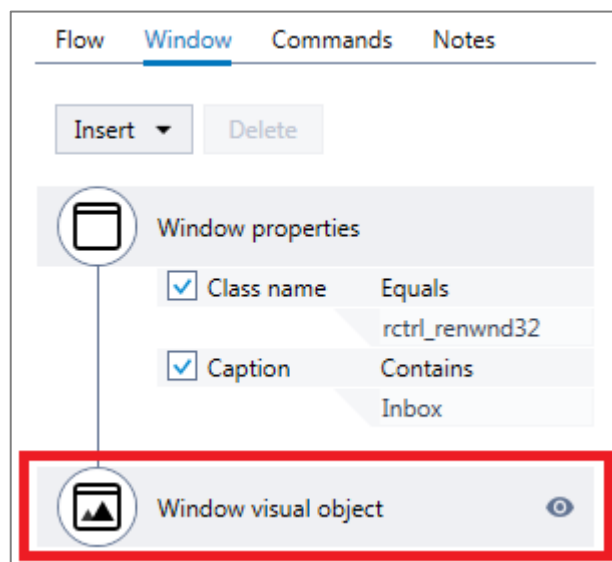 Flow Window Commands Notes
Insert Delete
Window properties
Class name Equals
rctrl_renwnd32
Caption Contains
Inbox
Window visual object